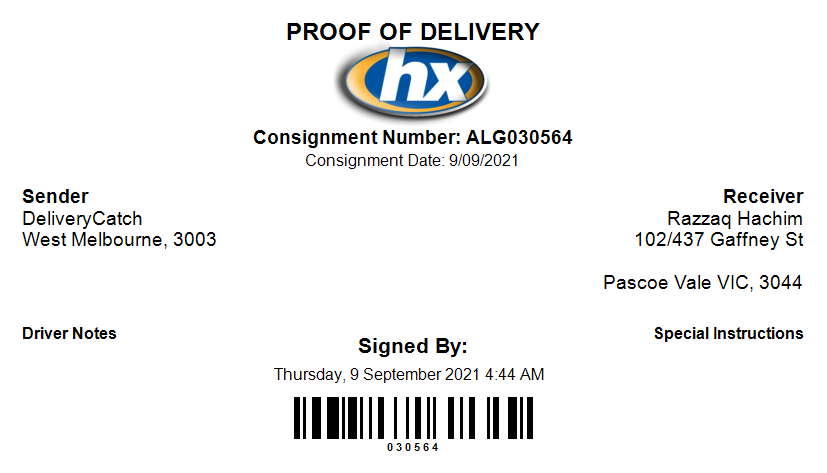 PROOF OF DELIVERY
hx
Consignment Number: ALG030564
Consignment Date: 9/09/2021
Sender
DeliveryCatch
West Melbourne, 3003
Receiver
Razzaq Hachim
102/437 Gaffney St
Pascoe Vale VIC, 3044
Driver Notes
Special Instructions
Signed By:
Thursday, 9 September 2021 4:44 AM
030564